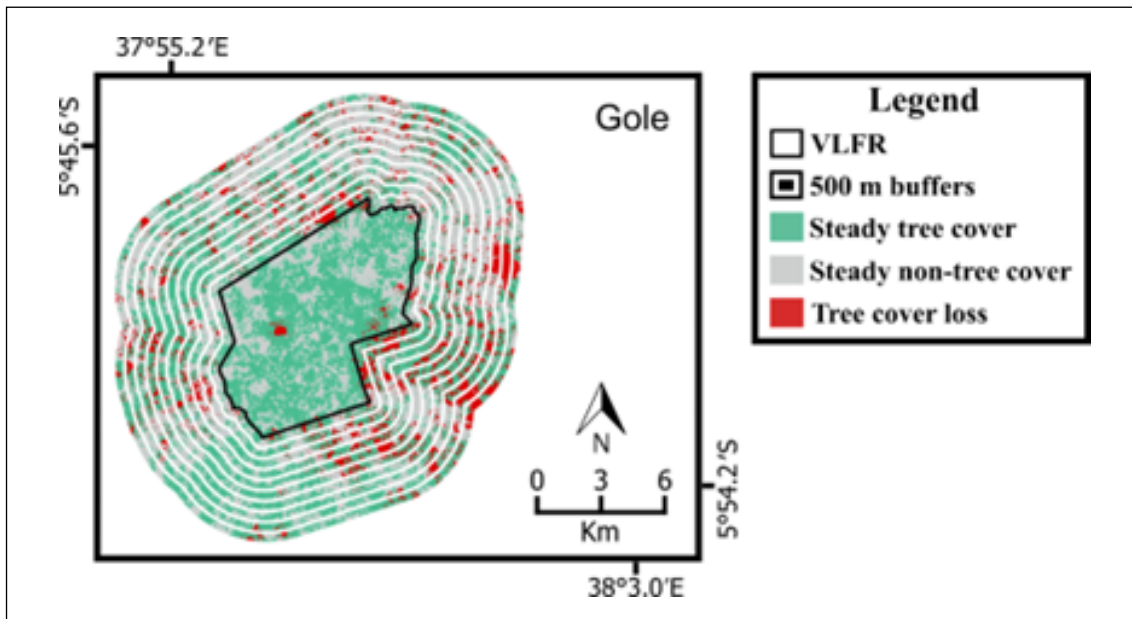 37°55.2′E
5°45.6′S
Gole
N
0 3 6
Km
5°54.2′S
38°3.0′E
Legend
VLFR
500 m buffers
Steady tree cover
Steady non-tree cover
Tree cover loss